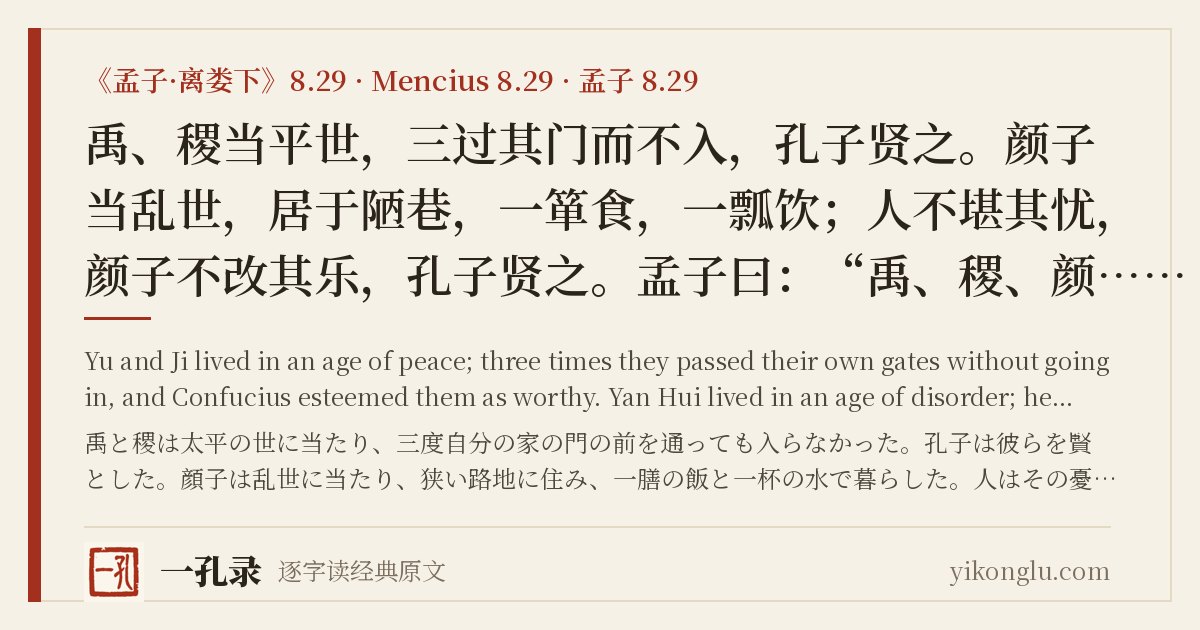 《孟子·离娄下》8.29 · Mencius 8.29 · 孟子 8.29
禹、稷当平世，三过其门而不入，孔子贤之。颜子
当乱世，居于陋巷，一箪食，一瓢饮；人不堪其忧，
颜子不改其乐，孔子贤之。孟子曰：“禹、稷、颜……
Yu and Ji lived in an age of peace; three times they passed their own gates without going
in, and Confucius esteemed them as worthy. Yan Hui lived in an age of disorder; he...
禹と稷は太平の世に当たり、三度自分の家の門の前を通っても入らなかった。孔子は彼らを賢
とした。顔子は乱世に当たり、狭い路地に住み、一膳の飯と一杯の水で暮らした。人はその憂…
一孔
一孔录 逐字读经典原文
yikonglu.com